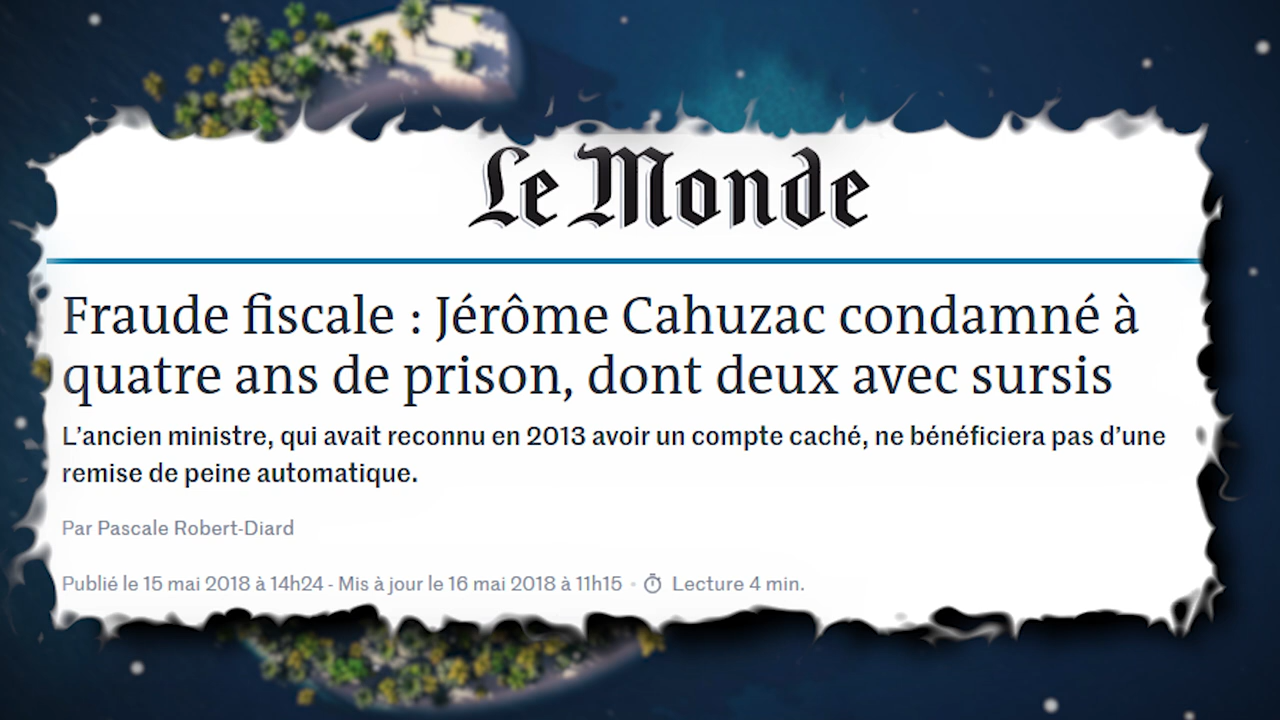 Le Monde
Fraude fiscale : Jérôme Cahuzac condamné à
quatre ans de prison, dont deux avec sursis
L’ancien ministre, qui avait reconnu en 2013 avoir un compte caché, ne bénéficiera pas d’une
remise de peine automatique.
Par Pascale Robert-Diard
Publié le 15 mai 2018 à 14h24 - Mis à jour le 16 mai 2018 à 11h15 • Lecture 4 min.